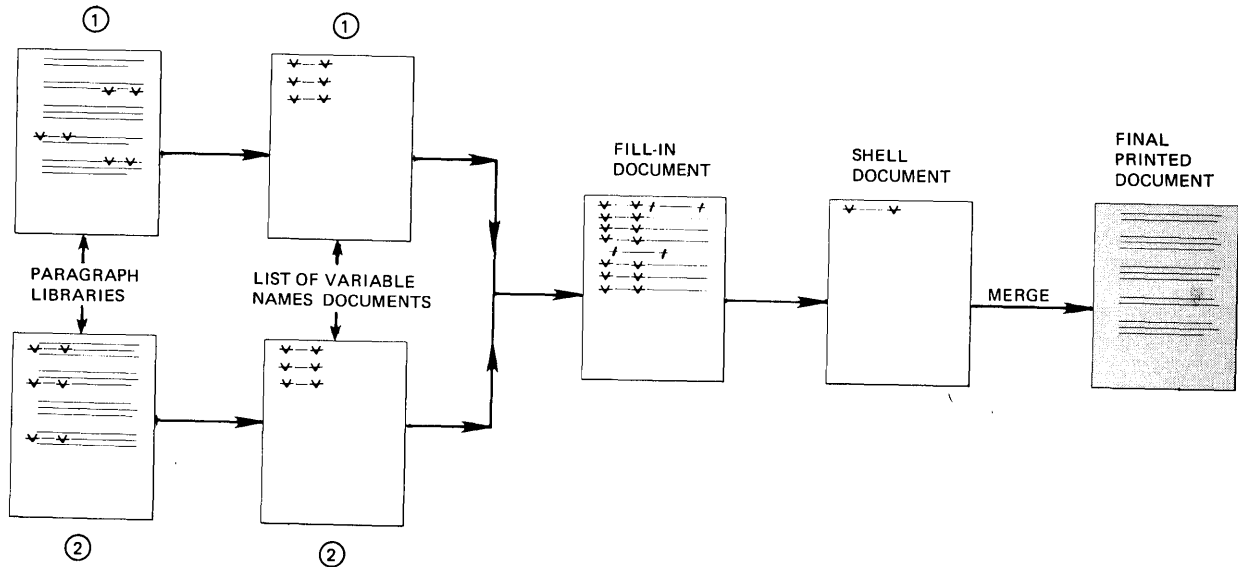 1
1
PARAGRAPH
LIBRARIES
LIST OF VARIABLE
NAMES DOCUMENTS
2
2
FILL-IN
DOCUMENT
SHELL
DOCUMENT
MERGE
FINAL
PRINTED
DOCUMENT